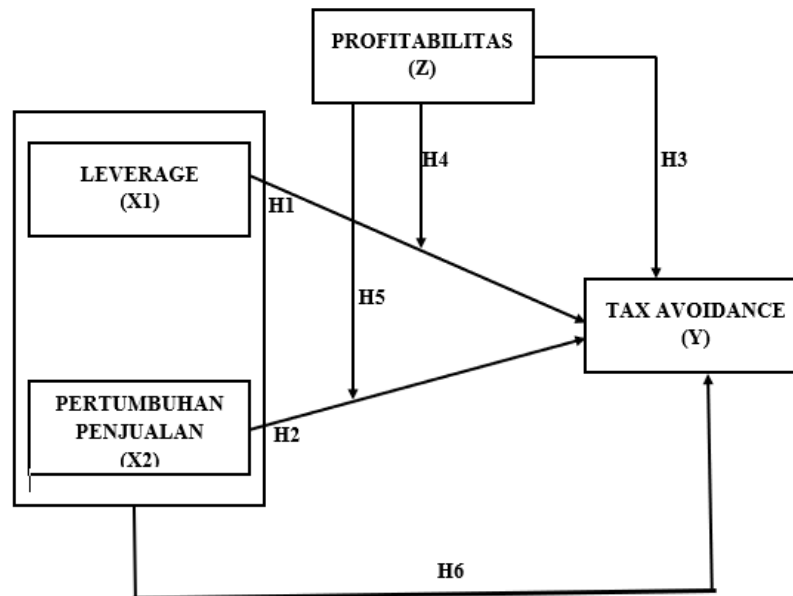 PROFITABILITAS
(Z)
H4
H3
LEVERAGE
(X1)
H1
H5
TAX AVOIDANCE
(Y)
PERTUMBUHAN
PENJUALAN
(X2)
H2
H6